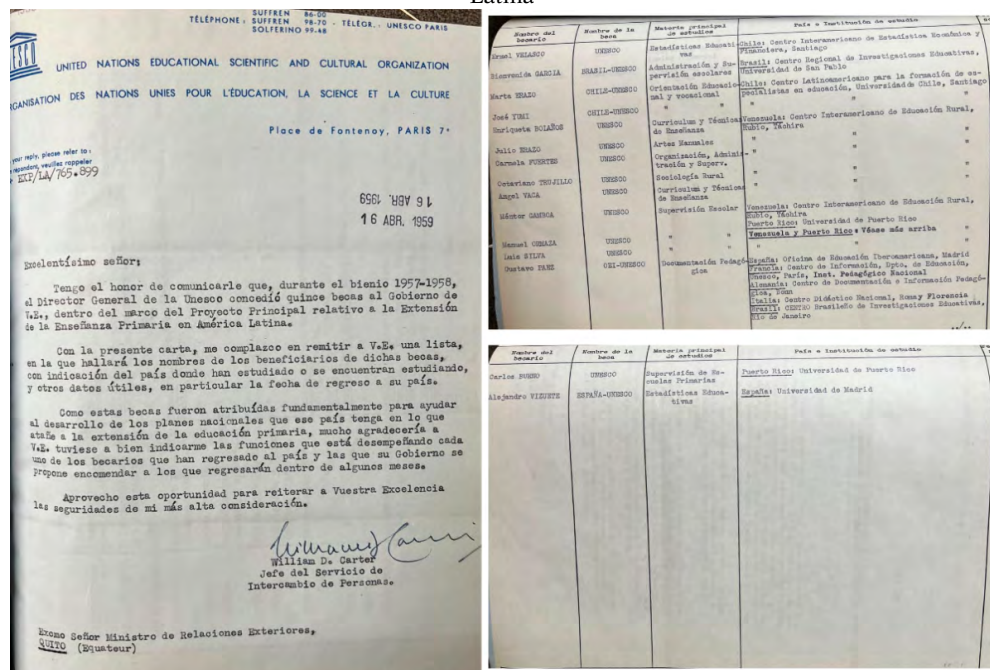 Latina
TÉLÉPHONE: SUFFREN 86-00
SUFFREN 98-70 - TÉLÉGR.: UNESCO PARIS
SOLFERINO 99-48
UNITED NATIONS EDUCATIONAL SCIENTIFIC AND CULTURAL ORGANIZATION
ORGANISATION DES NATIONS UNIES POUR L'ÉDUCATION, LA SCIENCE ET LA CULTURE
Place de Fontenoy, PARIS 7e
your reply, please refer to:
répondant, veuillez rappeler
EXP/LA/765.899
16 ABR. 1959
16 ABR. 1959
Excelentísimo señor:
Tengo el honor de comunicarle que, durante el bienio 1957-1958,
el Director General de la Unesco concedió quince becas al Gobierno de
V.E., dentro del marco del Proyecto Principal relativo a la Extensión
de la Enseñanza Primaria en América Latina.
Con la presente carta, me complazco en remitir a V.E. una lista,
en la que hallará los nombres de los beneficiarios de dichas becas,
con indicación del país donde han estudiado o se encuentran estudiando,
y otros datos útiles, en particular la fecha de regreso a su país.
Como estas becas fueron atribuídas fundamentalmente para ayudar
al desarrollo de los planes nacionales que ese país tenga en lo que
atañe a la extensión de la educación primaria, mucho agradecería a
V.E. tuviese a bien indicarme las funciones que está desempeñando cada
uno de los becarios que han regresado al país y las que su Gobierno se
propone encomendar a los que regresarán dentro de algunos meses.
Aprovecho esta oportunidad para reiterar a Vuestra Excelencia
las seguridades de mi más alta consideración.
William D. Carter
Jefe del Servicio de
Intercambio de Personas.
Excmo Señor Ministro de Relaciones Exteriores,
QUITO (Equateur)
Nombre del becario Nombre de la beca Materia principal de estudios País e Institución de estudio
Ermel VELASCO UNESCO Estadísticas Educativas Chile: Centro Interamericano de Estadística Económica y Financiera, Santiago
Bienvenida GARCIA BRASIL-UNESCO Administración y Supervisión escolares Brasil: Centro Regional de Investigaciones Educativas, Universidad de San Pablo
Marta ERAZO CHILE-UNESCO Orientación Educacional y vocacional Chile: Centro Latinoamericano para la formación de especialistas en educación, Universidad de Chile, Santiago
José YUMI CHILE-UNESCO " " " "
Enriqueta BOLAÑOS UNESCO Curriculum y Técnicas de Enseñanza Venezuela: Centro Interamericano de Educación Rural, Rubio, Táchira
Julio ERAZO UNESCO Artes Manuales " "
Carmela FUERTES UNESCO Organización, Administración y Superv. " " "
Octaviano TRUJILLO UNESCO Sociología Rural " " "
Angel VACA UNESCO Curriculum y Técnicas de Enseñanza " " "
Héctor GAMBOA UNESCO Supervisión Escolar Venezuela: Centro Interamericano de Educación Rural, Rubio, Táchira
Puerto Rico: Universidad de Puerto Rico
Manuel UNESCO " " Venezuela y Puerto Rico: Véase más arriba
Luis SILVA UNESCO " " " "
Gustavo PAEZ OEI-UNESCO Documentación Pedagógica España: Oficina de Educación Iberoamericana, Madrid
Francia: Centro de Información, Dpto. de Educación, Unesco, París, Inst. Pedagógico Nacional
Alemania: Centro de Documentación e Información Pedagógica, Bonn
Italia: Centro Didáctico Nacional, Roma y Florencia
Brasil: CENTRO Brasileño de Investigaciones Educativas, Rio de Janeiro
../..
Nombre del becario Nombre de la beca Materia principal de estudios País e Institución de estudio
Carlos BUENO UNESCO Supervisión de Escuelas Primarias Puerto Rico: Universidad de Puerto Rico
Alejandro VIZUETE ESPAÑA-UNESCO Estadísticas Educativas España: Universidad de Madrid